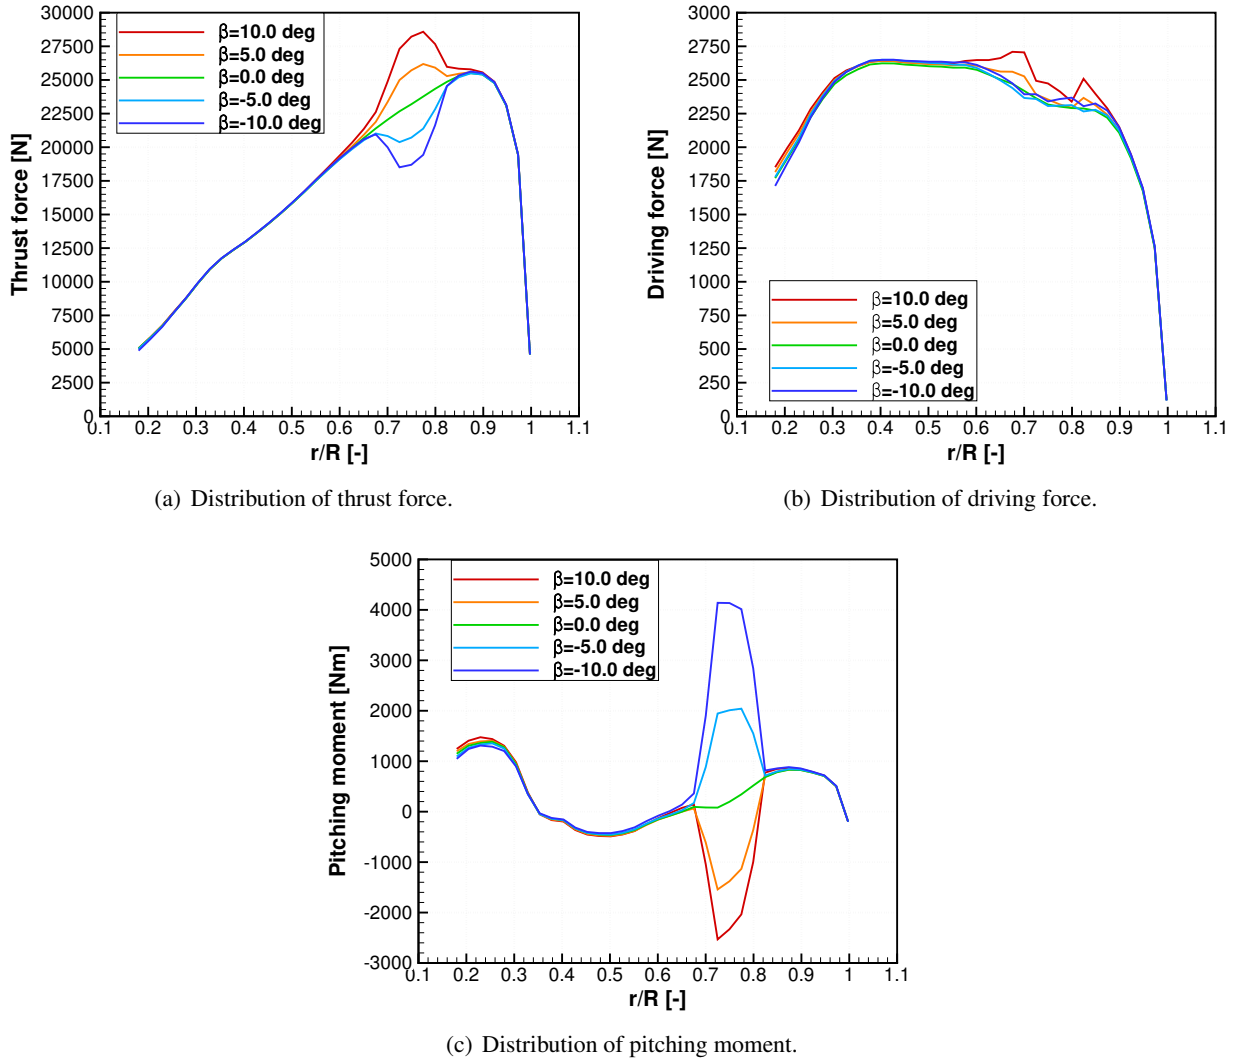 30000
27500
25000
22500
20000
17500
15000
12500
10000
7500
5000
2500
0
Thrust force [N]
β=10.0 deg
β=5.0 deg
β=0.0 deg
β=-5.0 deg
β=-10.0 deg
0.1 0.2 0.3 0.4 0.5 0.6 0.7 0.8 0.9 1 1.1
r/R [-]
(a) Distribution of thrust force.
3000
2750
2500
2250
2000
1750
1500
1250
1000
750
500
250
0
Driving force [N]
β=10.0 deg
β=5.0 deg
β=0.0 deg
β=-5.0 deg
β=-10.0 deg
0.1 0.2 0.3 0.4 0.5 0.6 0.7 0.8 0.9 1 1.1
r/R [-]
(b) Distribution of driving force.
5000
4000
3000
2000
1000
0
-1000
-2000
-3000
Pitching moment [Nm]
β=10.0 deg
β=5.0 deg
β=0.0 deg
β=-5.0 deg
β=-10.0 deg
0.1 0.2 0.3 0.4 0.5 0.6 0.7 0.8 0.9 1 1.1
r/R [-]
(c) Distribution of pitching moment.